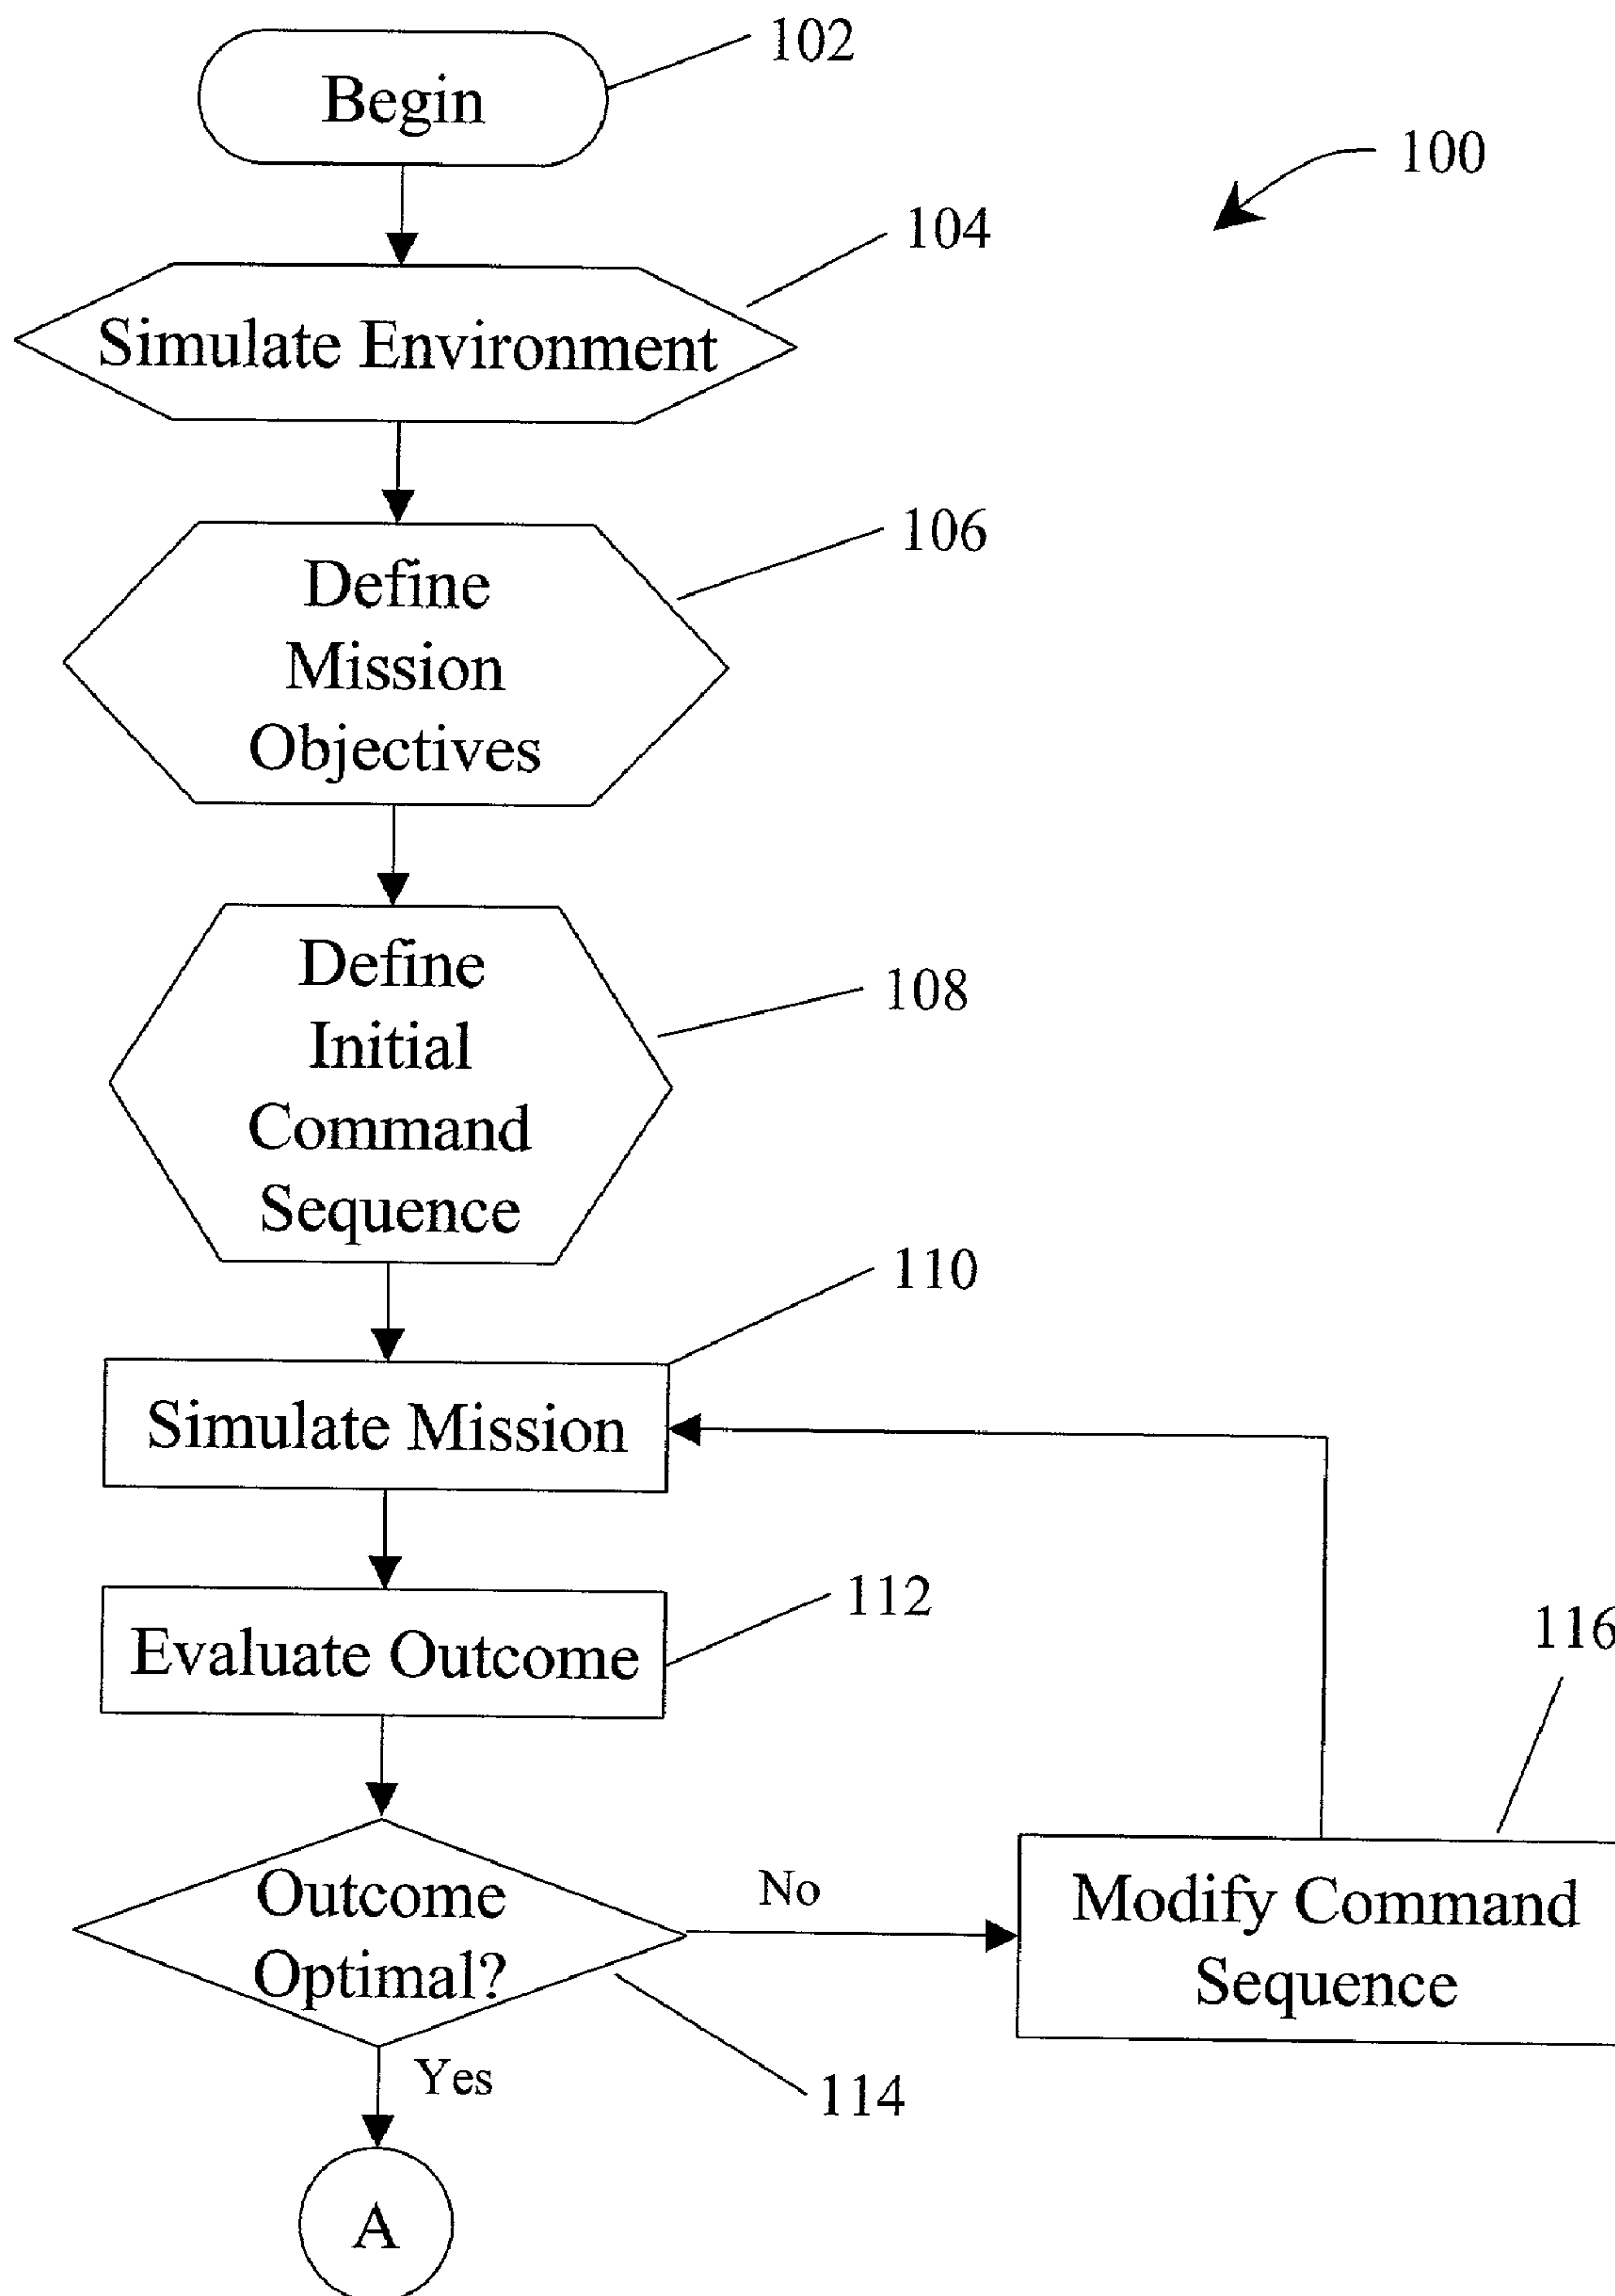 102
Begin
100
104
Simulate Environment
106
Define
Mission
Objectives
Define
108
Initial
Command
Sequence
110
Simulate Mission
112
Evaluate Outcome
116
Outcome
Optimal?
No
Modify Command
Sequence
Yes
114
A